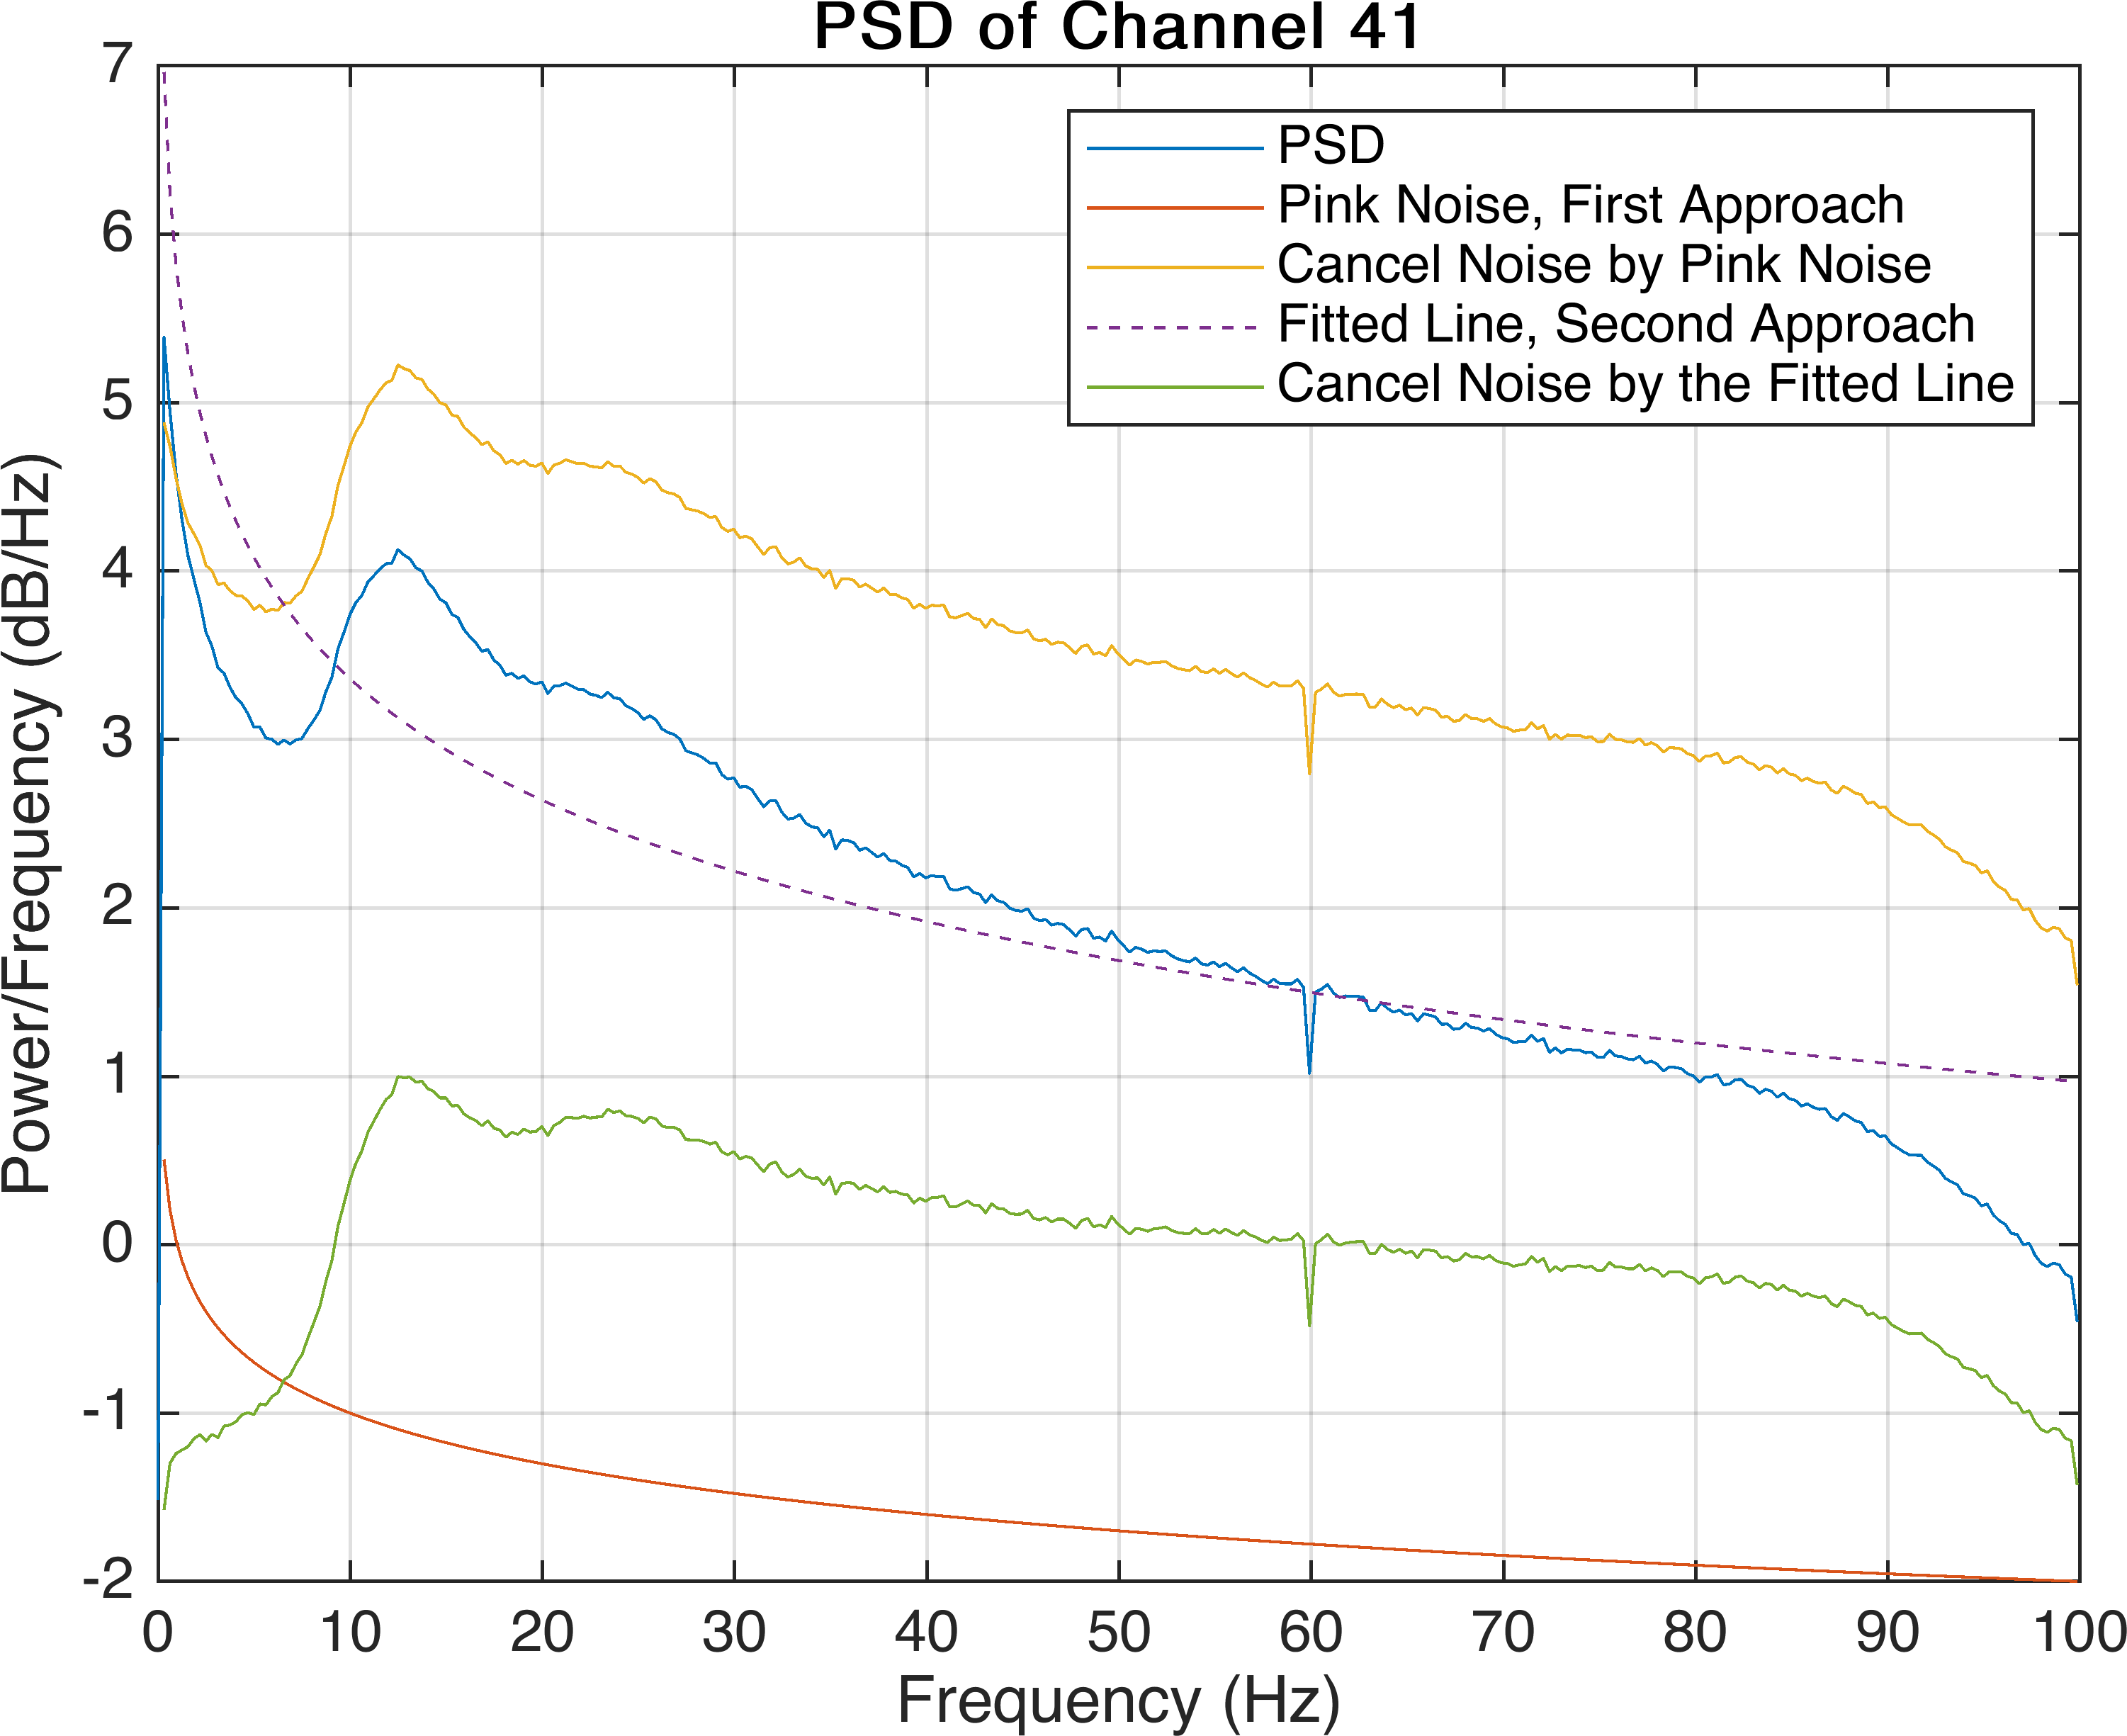 PSD of Channel 41
7
6
5
4
3
2
1
0
-1
-2
Power/Frequency (dB/Hz)
PSD
Pink Noise, First Approach
Cancel Noise by Pink Noise
Fitted Line, Second Approach
Cancel Noise by the Fitted Line
0 10 20 30 40 50 60 70 80 90 100
Frequency (Hz)